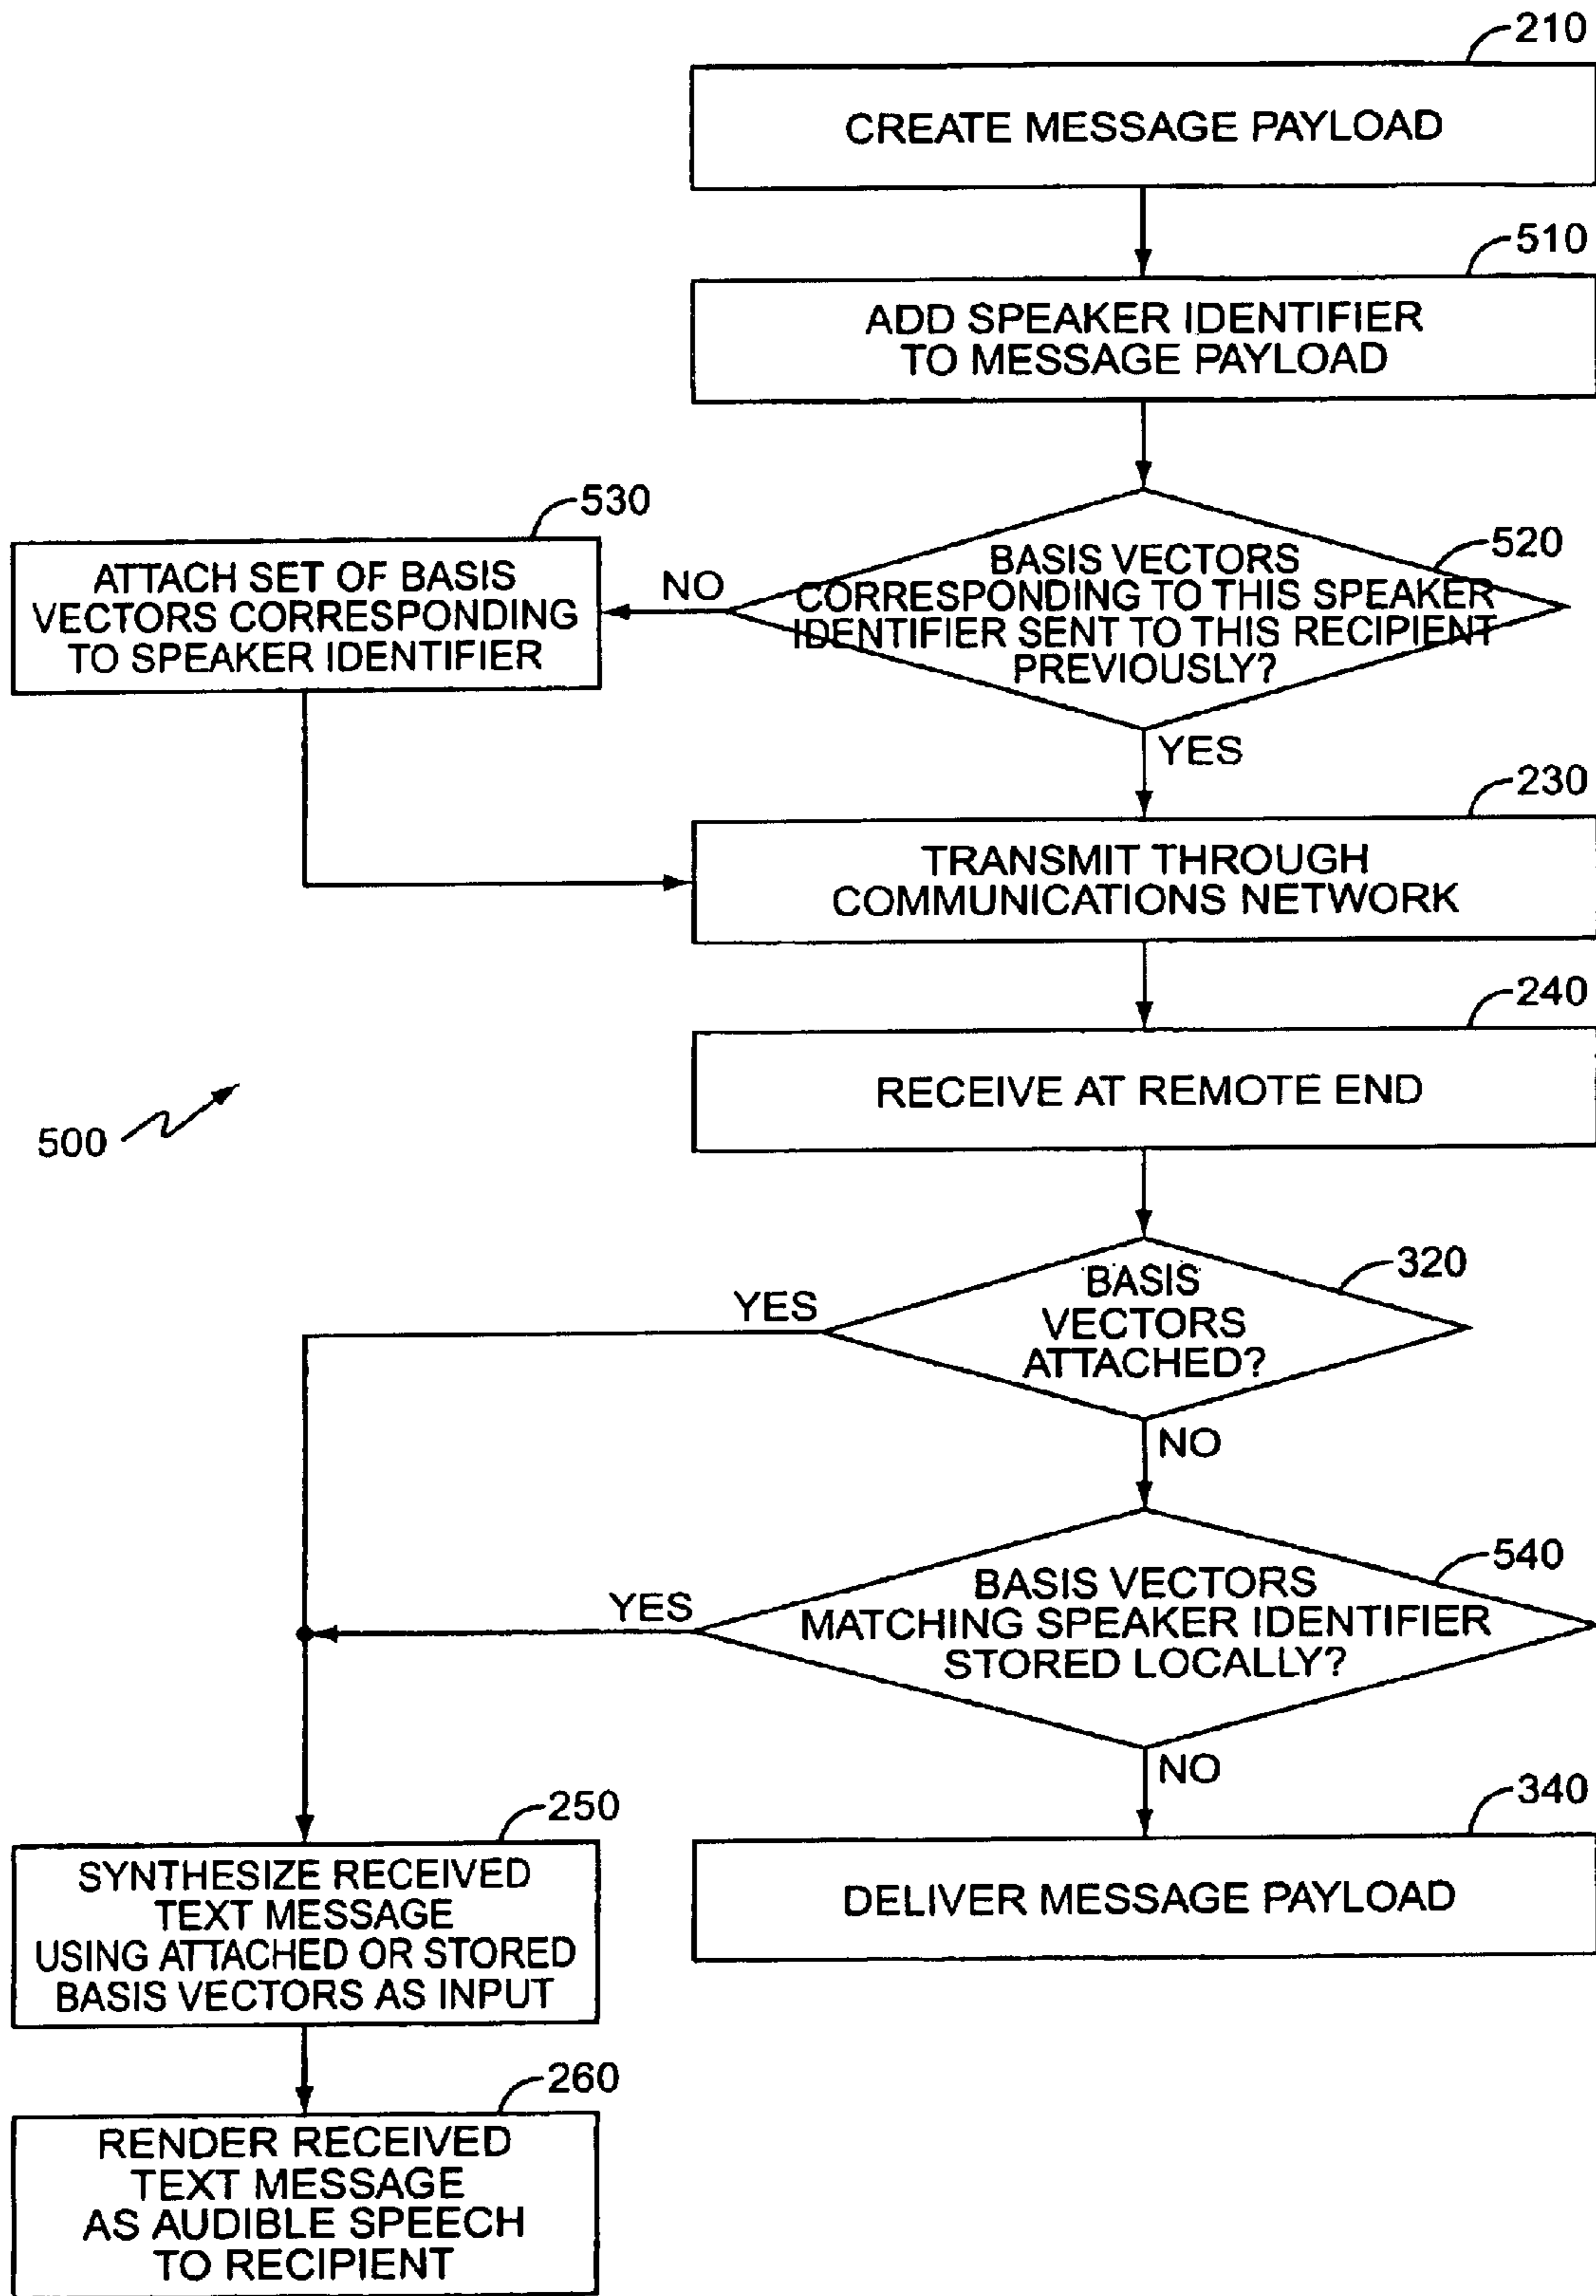 210
CREATE MESSAGE PAYLOAD
510
ADD SPEAKER IDENTIFIER
TO MESSAGE PAYLOAD
530
ATTACH SET OF BASIS
VECTORS CORRESPONDING
TO SPEAKER IDENTIFIER
NO
520
BASIS VECTORS
CORRESPONDING TO THIS SPEAKER
IDENTIFIER SENT TO THIS RECIPIENT
PREVIOUSLY?
YES
230
TRANSMIT THROUGH
COMMUNICATIONS NETWORK
240
RECEIVE AT REMOTE END
500
320
BASIS
VECTORS
ATTACHED?
YES
NO
540
BASIS VECTORS
MATCHING SPEAKER IDENTIFIER
STORED LOCALLY?
YES
NO
250
SYNTHESIZE RECEIVED
TEXT MESSAGE
USING ATTACHED OR STORED
BASIS VECTORS AS INPUT
340
DELIVER MESSAGE PAYLOAD
260
RENDER RECEIVED
TEXT MESSAGE
AS AUDIBLE SPEECH
TO RECIPIENT